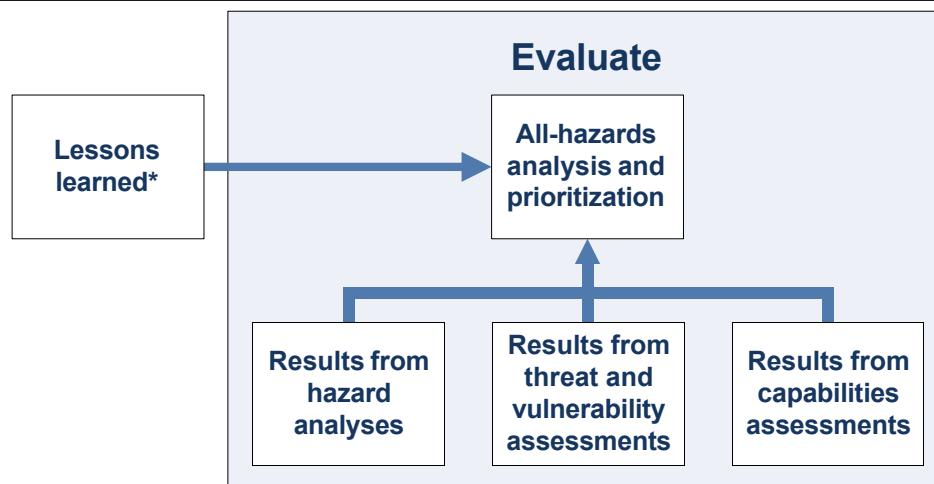 Evaluate
Lessons
learned*
All-hazards
analysis and
prioritization
Results from
hazard
analyses
Results from
threat and
vulnerability
assessments
Results from
capabilities
assessments